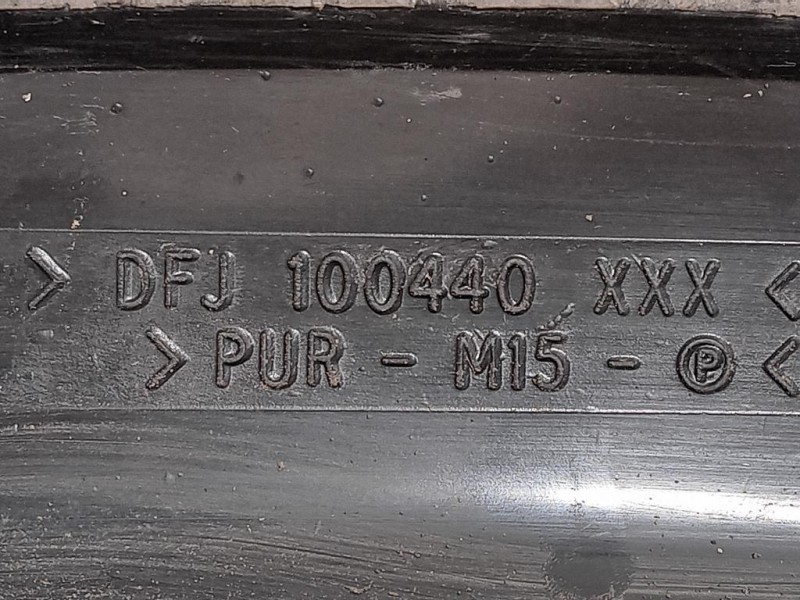 > DFJ 100440 XXX <
> PUR - M15 - Ⓟ <